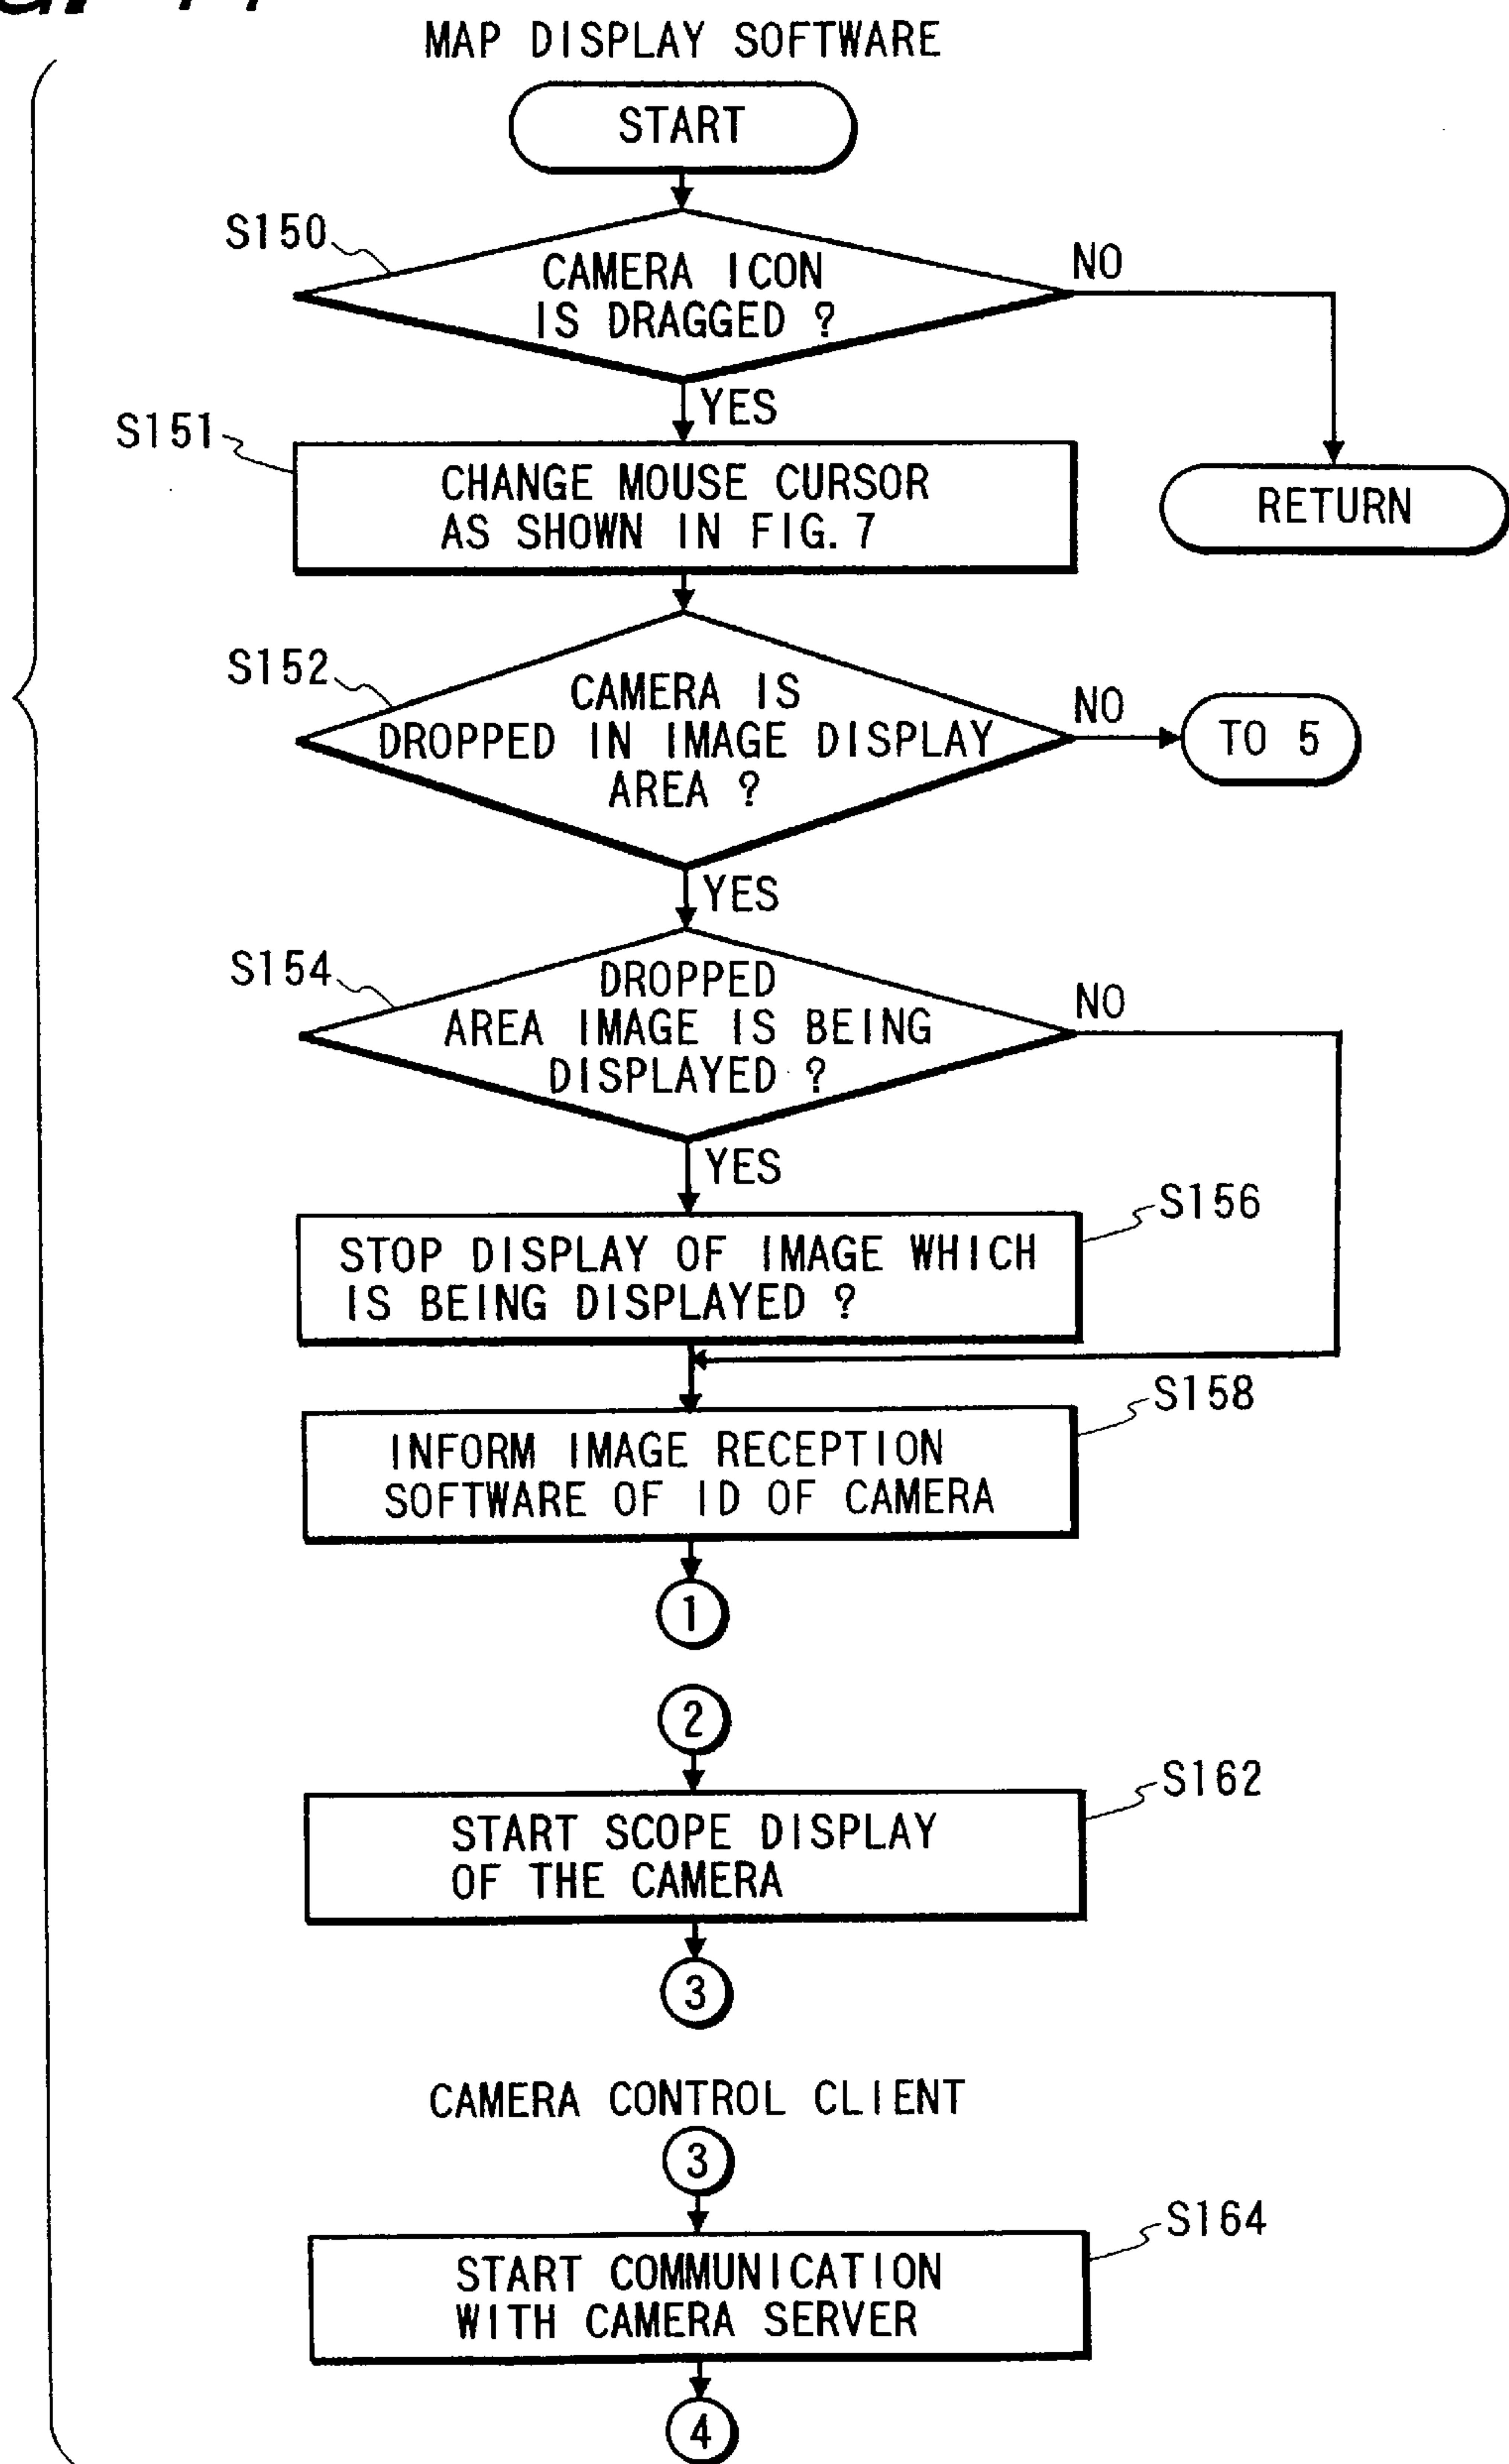 MAP DISPLAY SOFTWARE
START
S150
CAMERA ICON
IS DRAGGED ?
NO
YES
S151
CHANGE MOUSE CURSOR
AS SHOWN IN FIG. 7
RETURN
S152
CAMERA IS
DROPPED IN IMAGE DISPLAY
AREA ?
NO
TO 5
YES
S154
DROPPED
AREA IMAGE IS BEING
DISPLAYED ?
NO
YES
S156
STOP DISPLAY OF IMAGE WHICH
IS BEING DISPLAYED ?
S158
INFORM IMAGE RECEPTION
SOFTWARE OF ID OF CAMERA
1
2
S162
START SCOPE DISPLAY
OF THE CAMERA
3
CAMERA CONTROL CLIENT
3
S164
START COMMUNICATION
WITH CAMERA SERVER
4